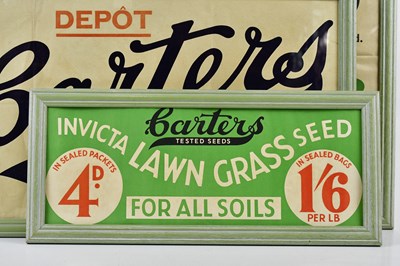 DEPÔT
Carters
d.
Carters
TESTED SEEDS
INVICTA LAWN GRASS SEED
IN SEALED PACKETS
4D.
FOR ALL SOILS
IN SEALED BAGS
1/6
PER LB